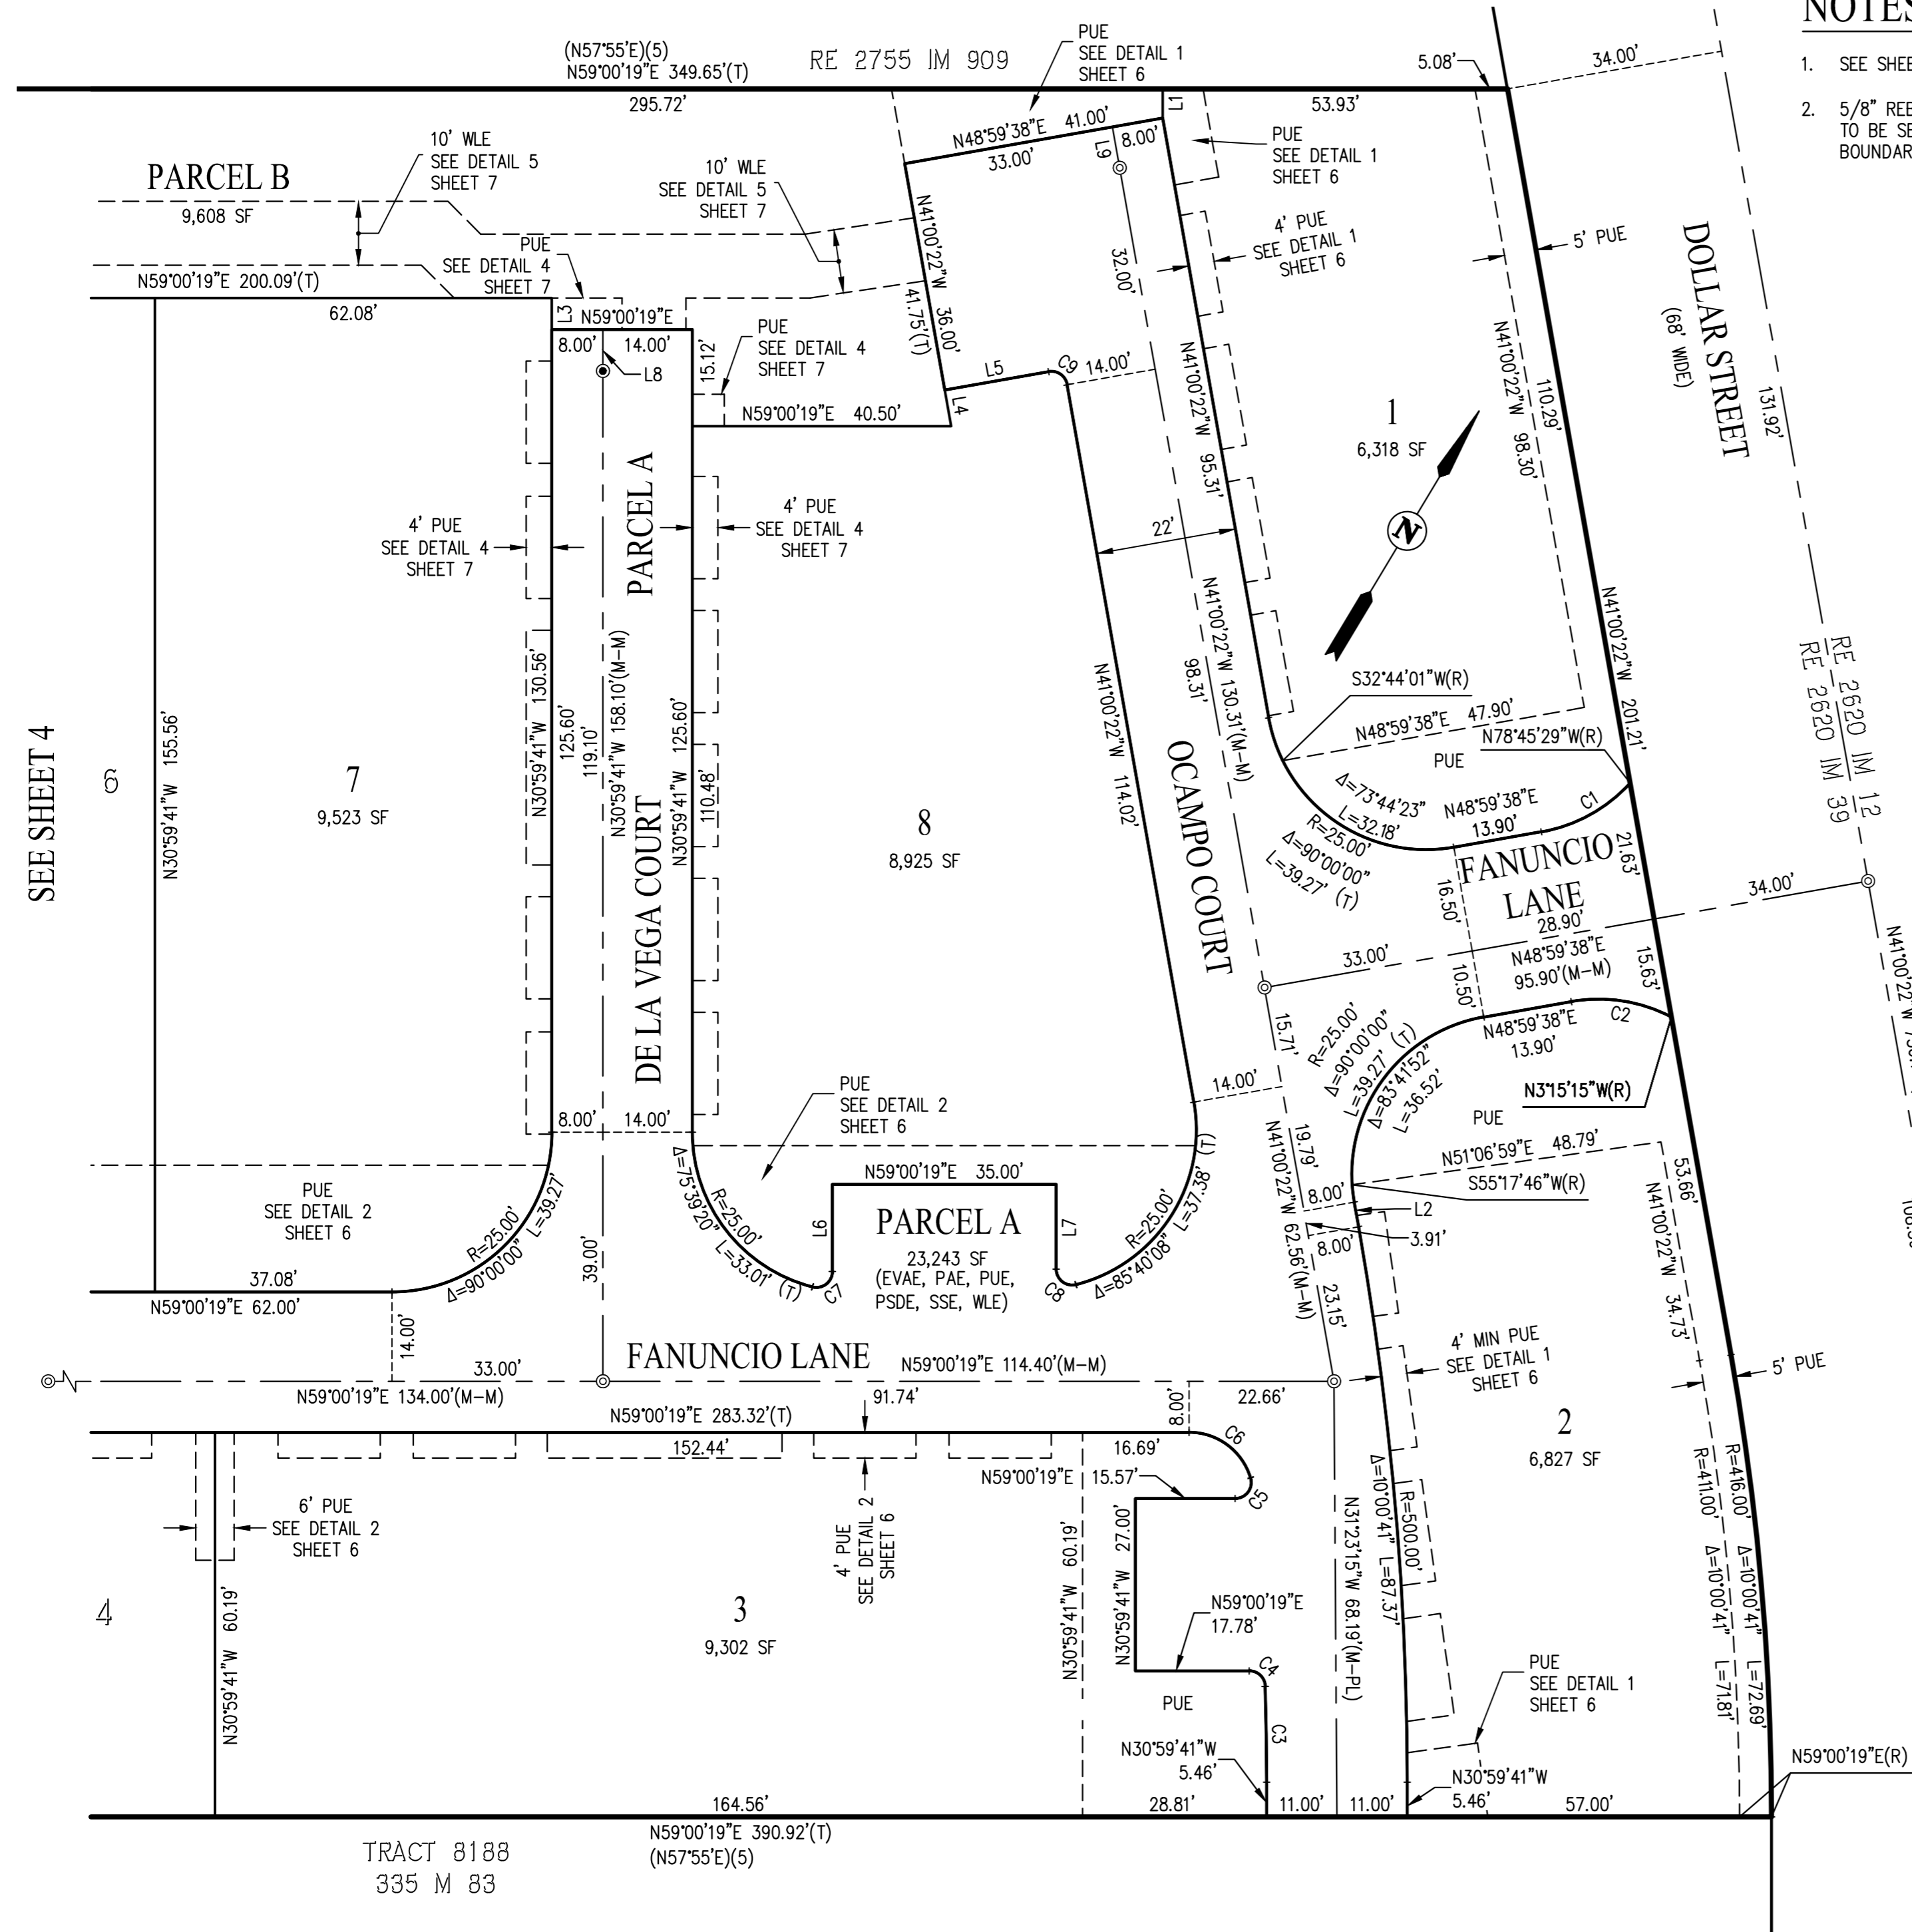 NOTES
1. SEE SHEE
2. 5/8" REB
TO BE SE
BOUNDAR
(N57°55'E)(5)
N59°00'19"E 349.65'(T)
RE 2755 IM 909
PUE
SEE DETAIL 1
SHEET 6
5.08'
34.00'
295.72'
53.93'
L1
N48°59'38"E 41.00'
33.00'
8.00'
L9
PUE
SEE DETAIL 1
SHEET 6
10' WLE
SEE DETAIL 5
SHEET 7
PARCEL B
9,608 SF
10' WLE
SEE DETAIL 5
SHEET 7
PUE
SEE DETAIL 4
SHEET 7
N59°00'19"E 200.09'(T)
62.08'
L3
N59°00'19"E
8.00'
14.00'
L8
15.12'
PUE
SEE DETAIL 4
SHEET 7
N59°00'19"E 40.50'
N41°00'22"W 36.00'
41.75'(T)
L4
L5
C9
14.00'
32.00'
4' PUE
SEE DETAIL 1
SHEET 6
N41°00'22"W 95.31'
5' PUE
N41°00'22"W 98.30'
110.29'
DOLLAR STREET
(68' WIDE)
131.92'
1
6,318 SF
N
22'
4' PUE
SEE DETAIL 4
SHEET 7
PARCEL A
4' PUE
SEE DETAIL 4
SHEET 7
N41°00'22"W 130.31'(M-M)
98.31'
N41°00'22"W 201.21'
RE 2620 IM 12
RE 2620 IM 39
SEE SHEET 4
6
N30°59'41"W 155.56'
7
9,523 SF
N30°59'41"W 130.56'
125.60'
119.10'
N30°59'41"W 158.10'(M-M)
DE LA VEGA COURT
N30°59'41"W 125.60'
110.48'
8
8,925 SF
N41°00'22"W 114.02'
OCAMPO COURT
S32°44'01"W(R)
N48°59'38"E 47.90'
N78°45'29"W(R)
PUE
Δ=73°44'23"
L=32.18'
R=25.00'
Δ=90°00'00"
L=39.27' (T)
N48°59'38"E
13.90'
C1
FANUNCIO
LANE
21.63'
16.50'
34.00'
28.90'
33.00'
N48°59'38"E
95.90'(M-M)
10.50'
15.63'
N41°00'22"W
15.71'
R=25.00'
Δ=90°00'00"
L=39.27' (T)
Δ=83°41'52"
L=36.52'
N48°59'38"E
13.90'
C2
N3°15'15"W(R)
PUE
14.00'
PUE
SEE DETAIL 2
SHEET 6
8.00'
14.00'
N51°06'59"E 48.79'
S55°17'46"W(R)
19.79'
8.00'
L2
3.91'
8.00'
N41°00'22"W 62.56'(M-M)
23.15'
53.66'
N41°00'22"W 34.73'
PUE
SEE DETAIL 2
SHEET 6
R=25.00'
Δ=90°00'00" L=39.27'
Δ=75°39'20" L=33.01' (T)
R=25.00'
C7
L6
N59°00'19"E 35.00'
PARCEL A
23,243 SF
(EVAE, PAE, PUE,
PSDE, SSE, WLE)
L7
C8
R=25.00'
Δ=85°40'08" L=37.38' (T)
37.08'
N59°00'19"E 62.00'
14.00'
39.00'
33.00'
FANUNCIO LANE
N59°00'19"E 114.40'(M-M)
N59°00'19"E 134.00'(M-M)
91.74'
22.66'
8.00'
4' MIN PUE
SEE DETAIL 1
SHEET 6
5' PUE
N59°00'19"E 283.32'(T)
152.44'
16.69'
C6
C5
N59°00'19"E 15.57'
2
6,827 SF
6' PUE
SEE DETAIL 2
SHEET 6
4' PUE
SEE DETAIL 2
SHEET 6
N30°59'41"W 60.19'
N30°59'41"W 27.00'
N31°23'15"W 68.19'(M-PL)
R=500.00'
Δ=10°00'41" L=87.37'
R=411.00' Δ=10°00'41" L=71.81'
R=416.00' Δ=10°00'41" L=72.69'
4
N30°59'41"W 60.19'
3
9,302 SF
N59°00'19"E
17.78'
C4
PUE
C3
PUE
SEE DETAIL 1
SHEET 6
N30°59'41"W
5.46'
N30°59'41"W
5.46'
N59°00'19"E(R)
164.56'
28.81'
11.00'
11.00'
57.00'
N59°00'19"E 390.92'(T)
(N57°55'E)(5)
TRACT 8188
335 M 83